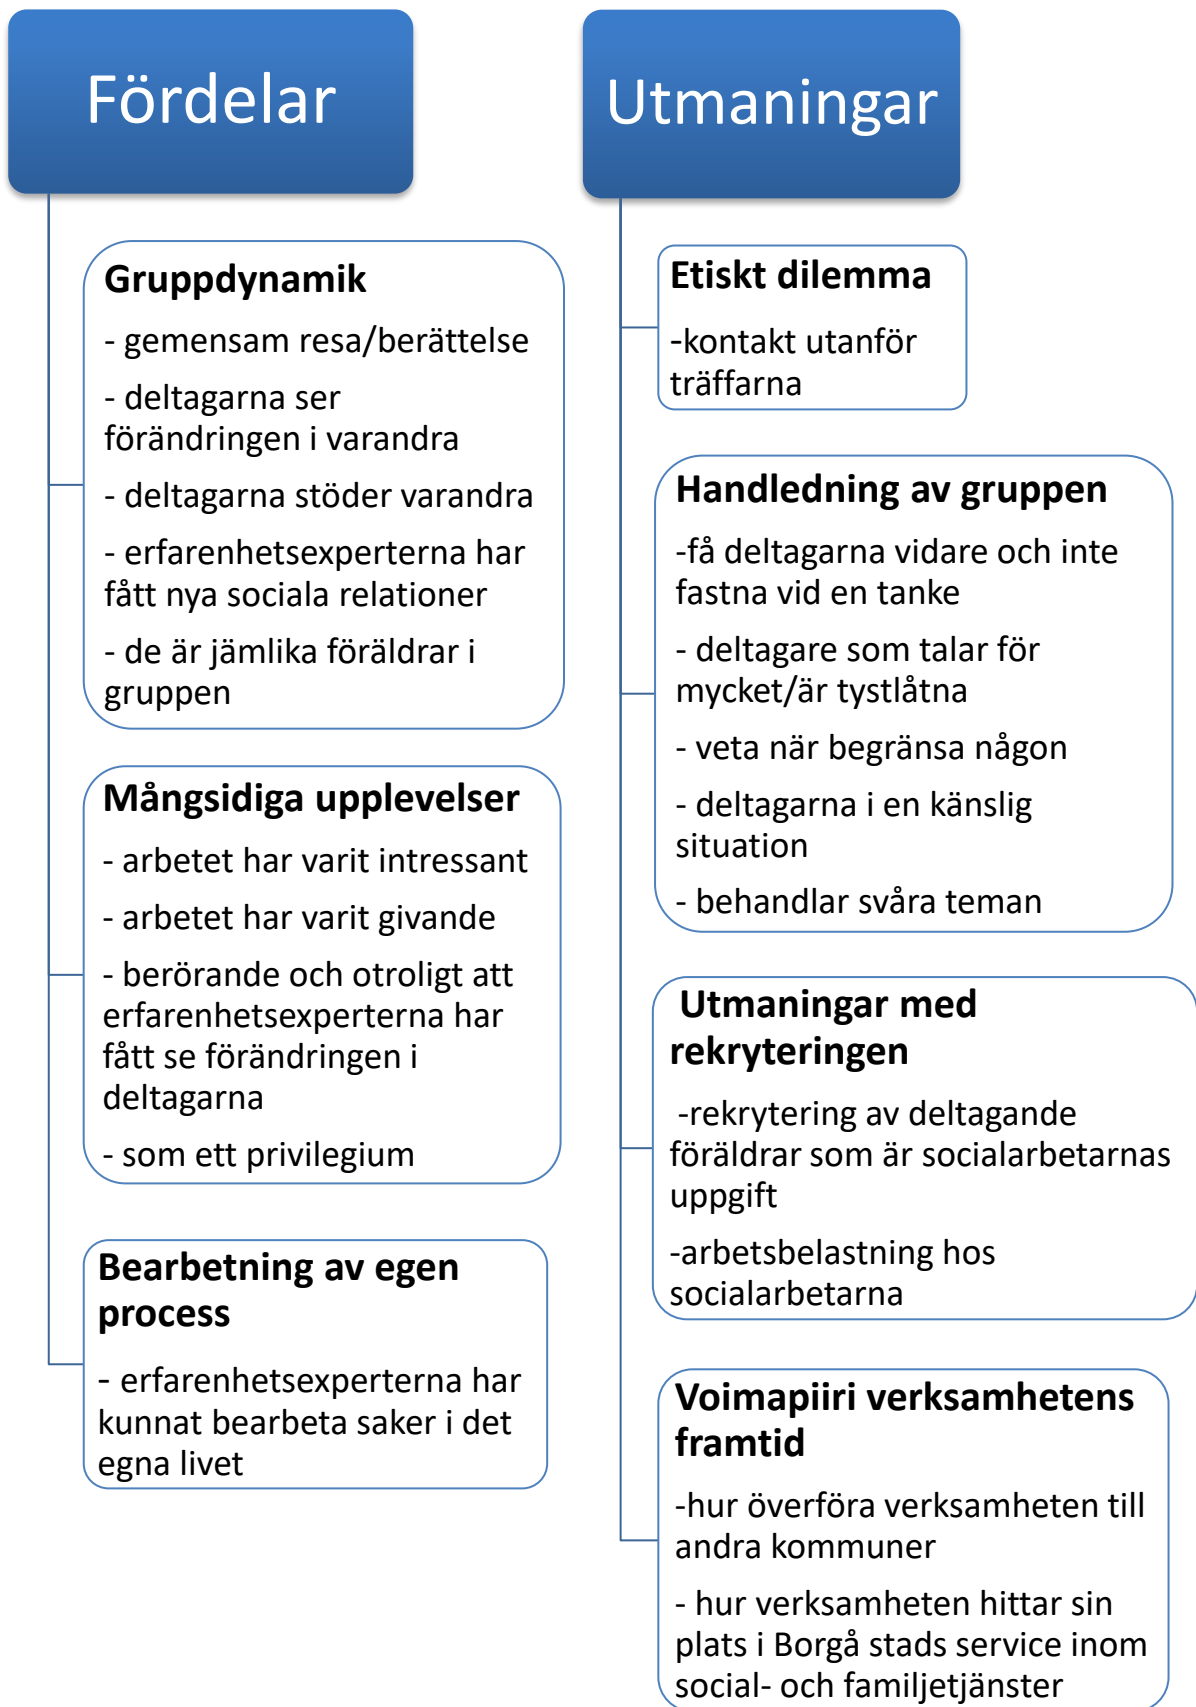 Fördelar
Gruppdynamik
- gemensam resa/berättelse
- deltagarna ser
förändringen i varandra
- deltagarna stöder varandra
- erfarenhetsexperterna har
fått nya sociala relationer
- de är jämlika föräldrar i
gruppen
Mångsidiga upplevelser
- arbetet har varit intressant
- arbetet har varit givande
- berörande och otroligt att
erfarenhetsexperterna har
fått se förändringen i
deltagarna
- som ett privilegium
Bearbetning av egen
process
- erfarenhetsexperterna har
kunnat bearbeta saker i det
egna livet
Utmaningar
Etiskt dilemma
-kontakt utanför
träffarna
Handledning av gruppen
-få deltagarna vidare och inte
fastna vid en tanke
- deltagare som talar för
mycket/är tystlåtna
- veta när begränsa någon
- deltagarna i en känslig
situation
- behandlar svåra teman
Utmaningar med
rekryteringen
-rekrytering av deltagande
föräldrar som är socialarbetarnas
uppgift
-arbetsbelastning hos
socialarbetarna
Voimapiiri verksamhetens
framtid
-hur överföra verksamheten till
andra kommuner
- hur verksamheten hittar sin
plats i Borgå stads service inom
social- och familjetjänster